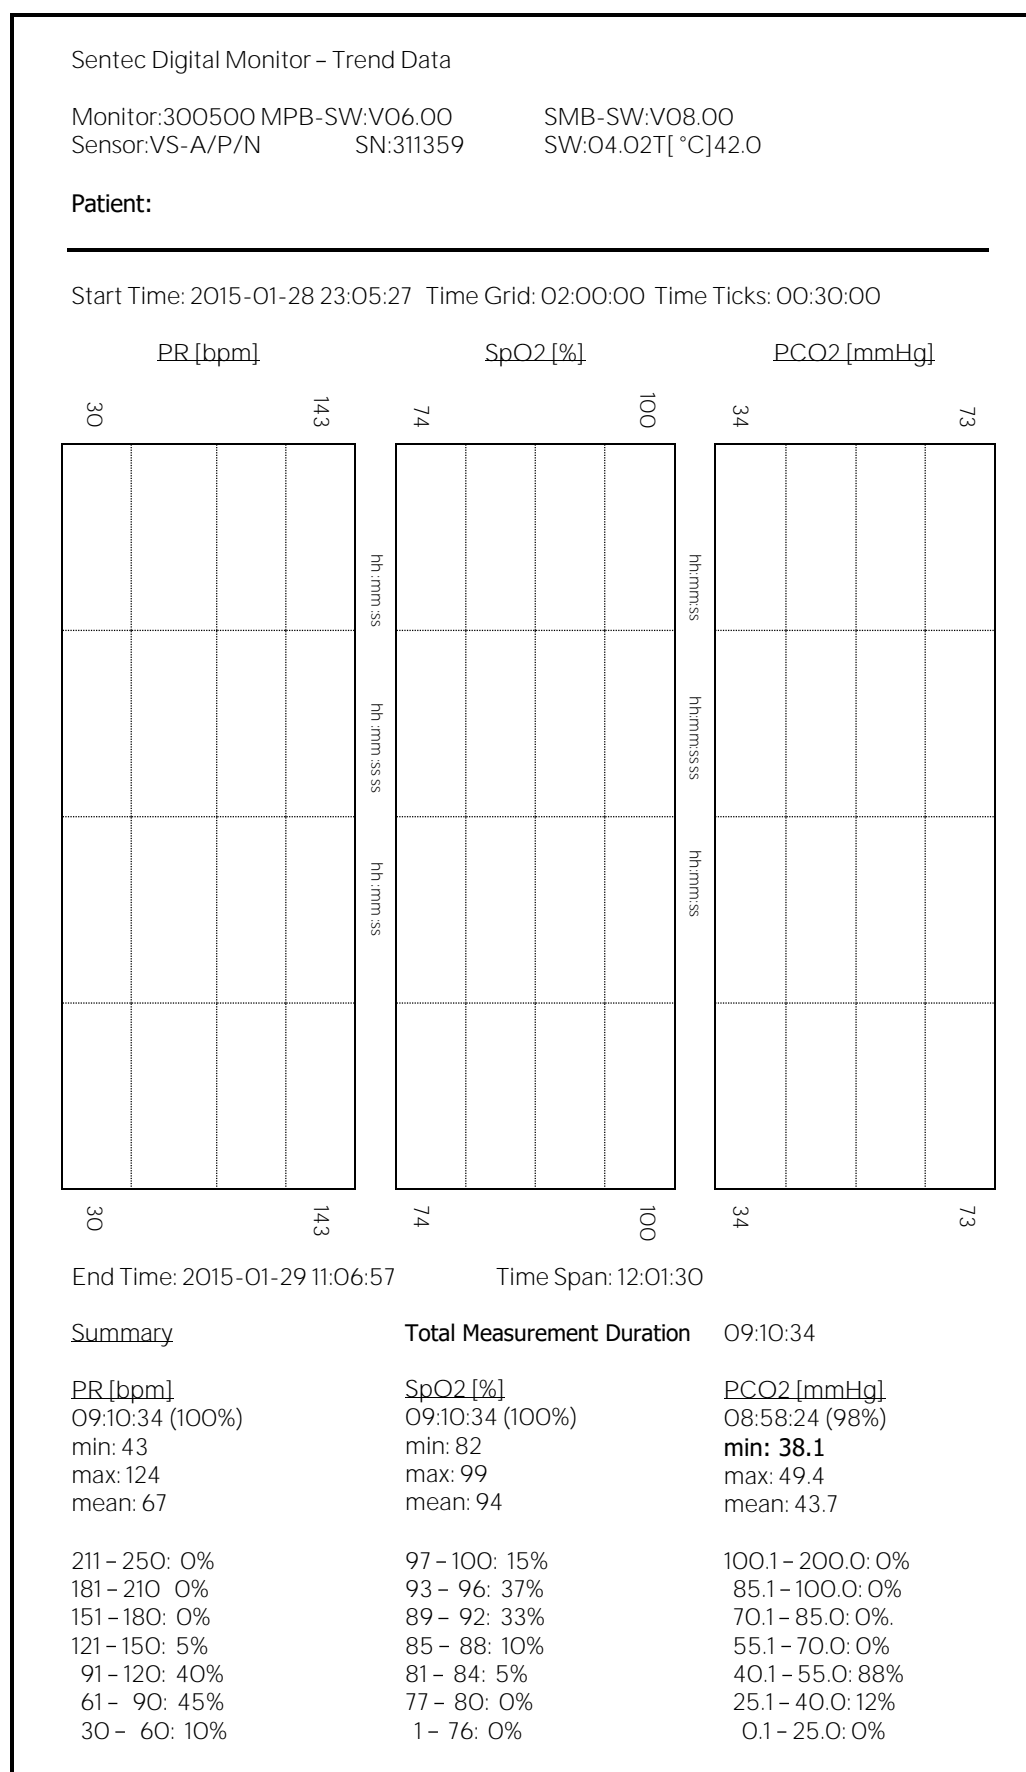 Sentec Digital Monitor – Trend Data
Monitor:300500 MPB-SW:V06.00 SMB-SW:V08.00
Sensor:VS-A/P/N SN:311359 SW:04.02T[ °C]42.0
Patient:
Start Time: 2015-01-28 23:05:27 Time Grid: 02:00:00 Time Ticks: 00:30:00
PR [bpm] SpO2 [%] PCO2 [mmHg]
30 143 74 100 34 73
hh:mm:ss hh:mm:ss
hh:mm:ss ss hh:mm:ss ss
hh:mm:ss hh:mm:ss
30 143 74 100 34 73
End Time: 2015-01-29 11:06:57 Time Span: 12:01:30
Summary Total Measurement Duration 09:10:34
PR [bpm] SpO2 [%] PCO2 [mmHg]
09:10:34 (100%) 09:10:34 (100%) 08:58:24 (98%)
min: 43 min: 82 min: 38.1
max: 124 max: 99 max: 49.4
mean: 67 mean: 94 mean: 43.7
211 – 250: 0% 97 – 100: 15% 100.1 – 200.0: 0%
181 – 210 0% 93 – 96: 37% 85.1 – 100.0: 0%
151 – 180: 0% 89 – 92: 33% 70.1 – 85.0: 0%.
121 – 150: 5% 85 – 88: 10% 55.1 – 70.0: 0%
91 – 120: 40% 81 – 84: 5% 40.1 – 55.0: 88%
61 – 90: 45% 77 – 80: 0% 25.1 – 40.0: 12%
30 – 60: 10% 1 – 76: 0% 0.1 – 25.0: 0%